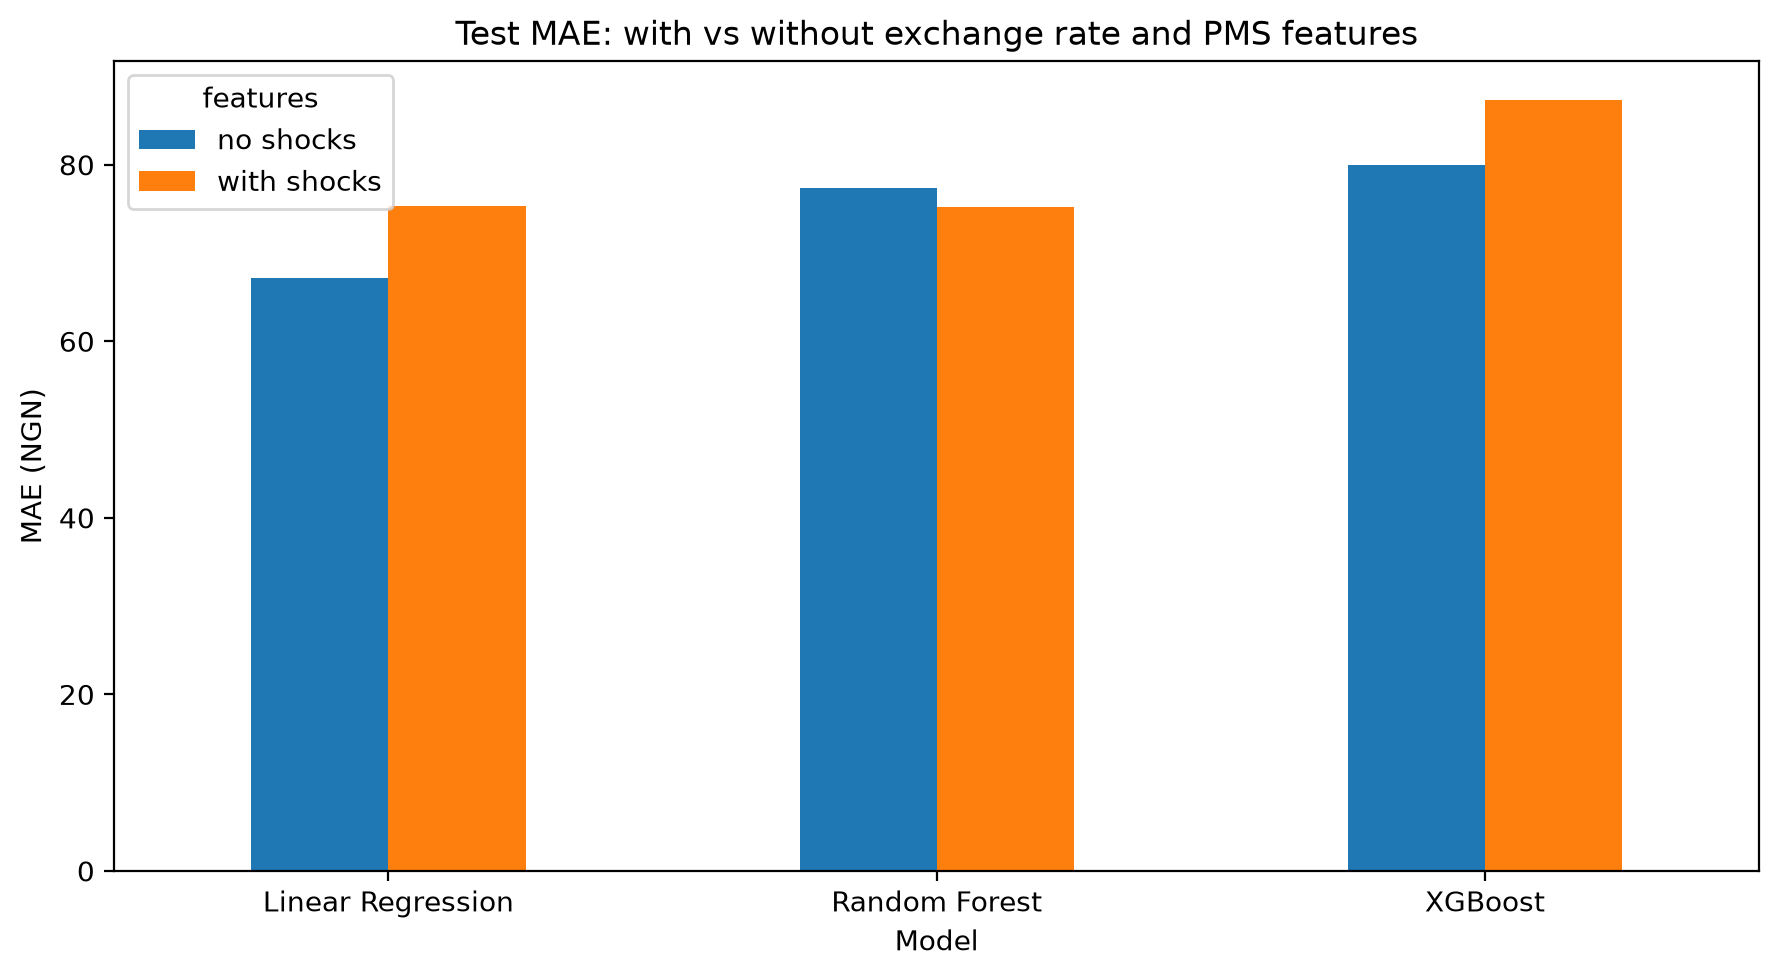 Test MAE: with vs without exchange rate and PMS features
features
no shocks
with shocks
MAE (NGN)
80
60
40
20
0
Linear Regression
Random Forest
XGBoost
Model